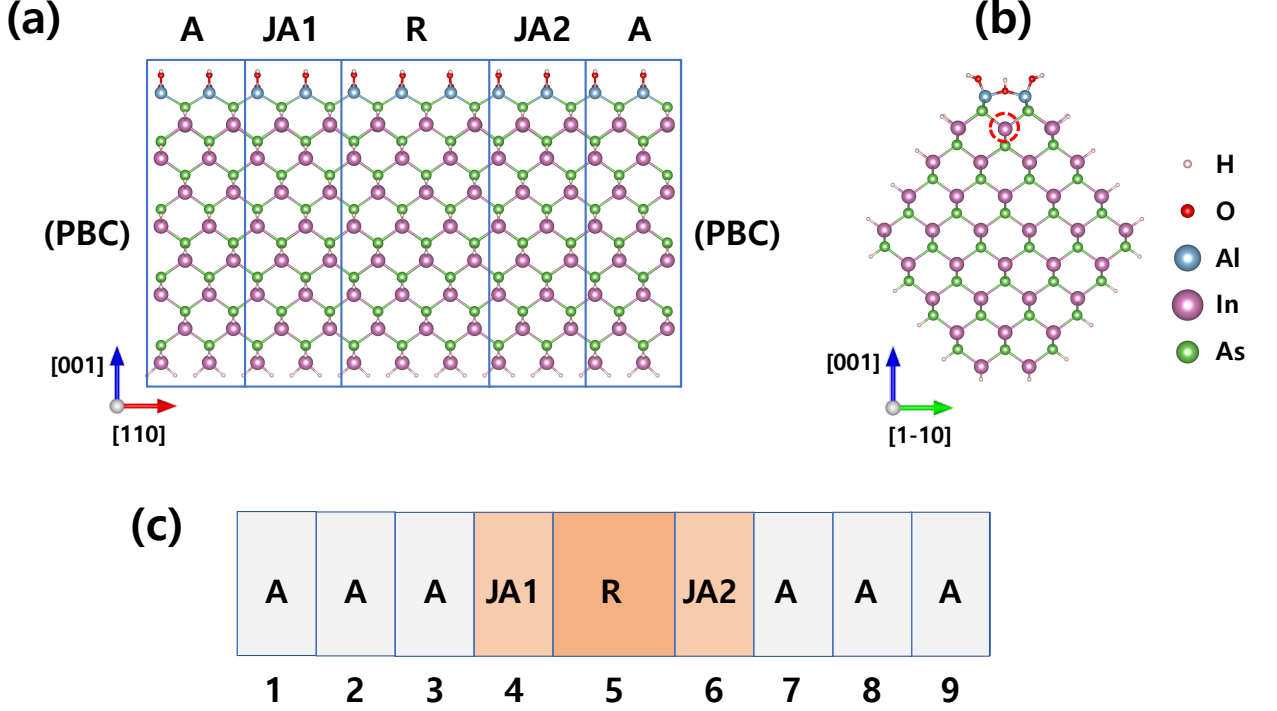 (a)
A JA1 R JA2 A
(PBC)
(PBC)
[001]
[110]
(b)
H
O
Al
In
As
[001]
[1-10]
(c)
A A A JA1 R JA2 A A A
1 2 3 4 5 6 7 8 9